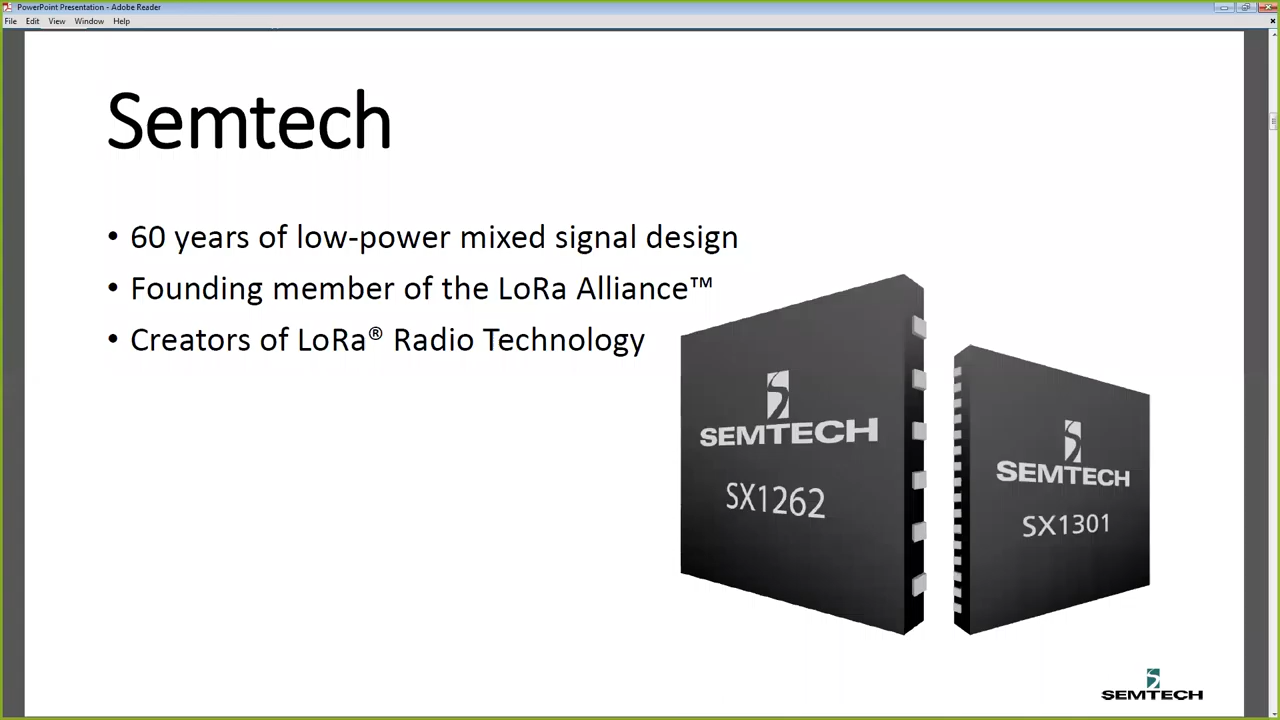 PowerPoint Presentation - Adobe Reader
File Edit View Window Help
Semtech
• 60 years of low-power mixed signal design
• Founding member of the LoRa Alliance™
• Creators of LoRa® Radio Technology
SEMTECH
SX1262
SEMTECH
SX1301
SEMTECH